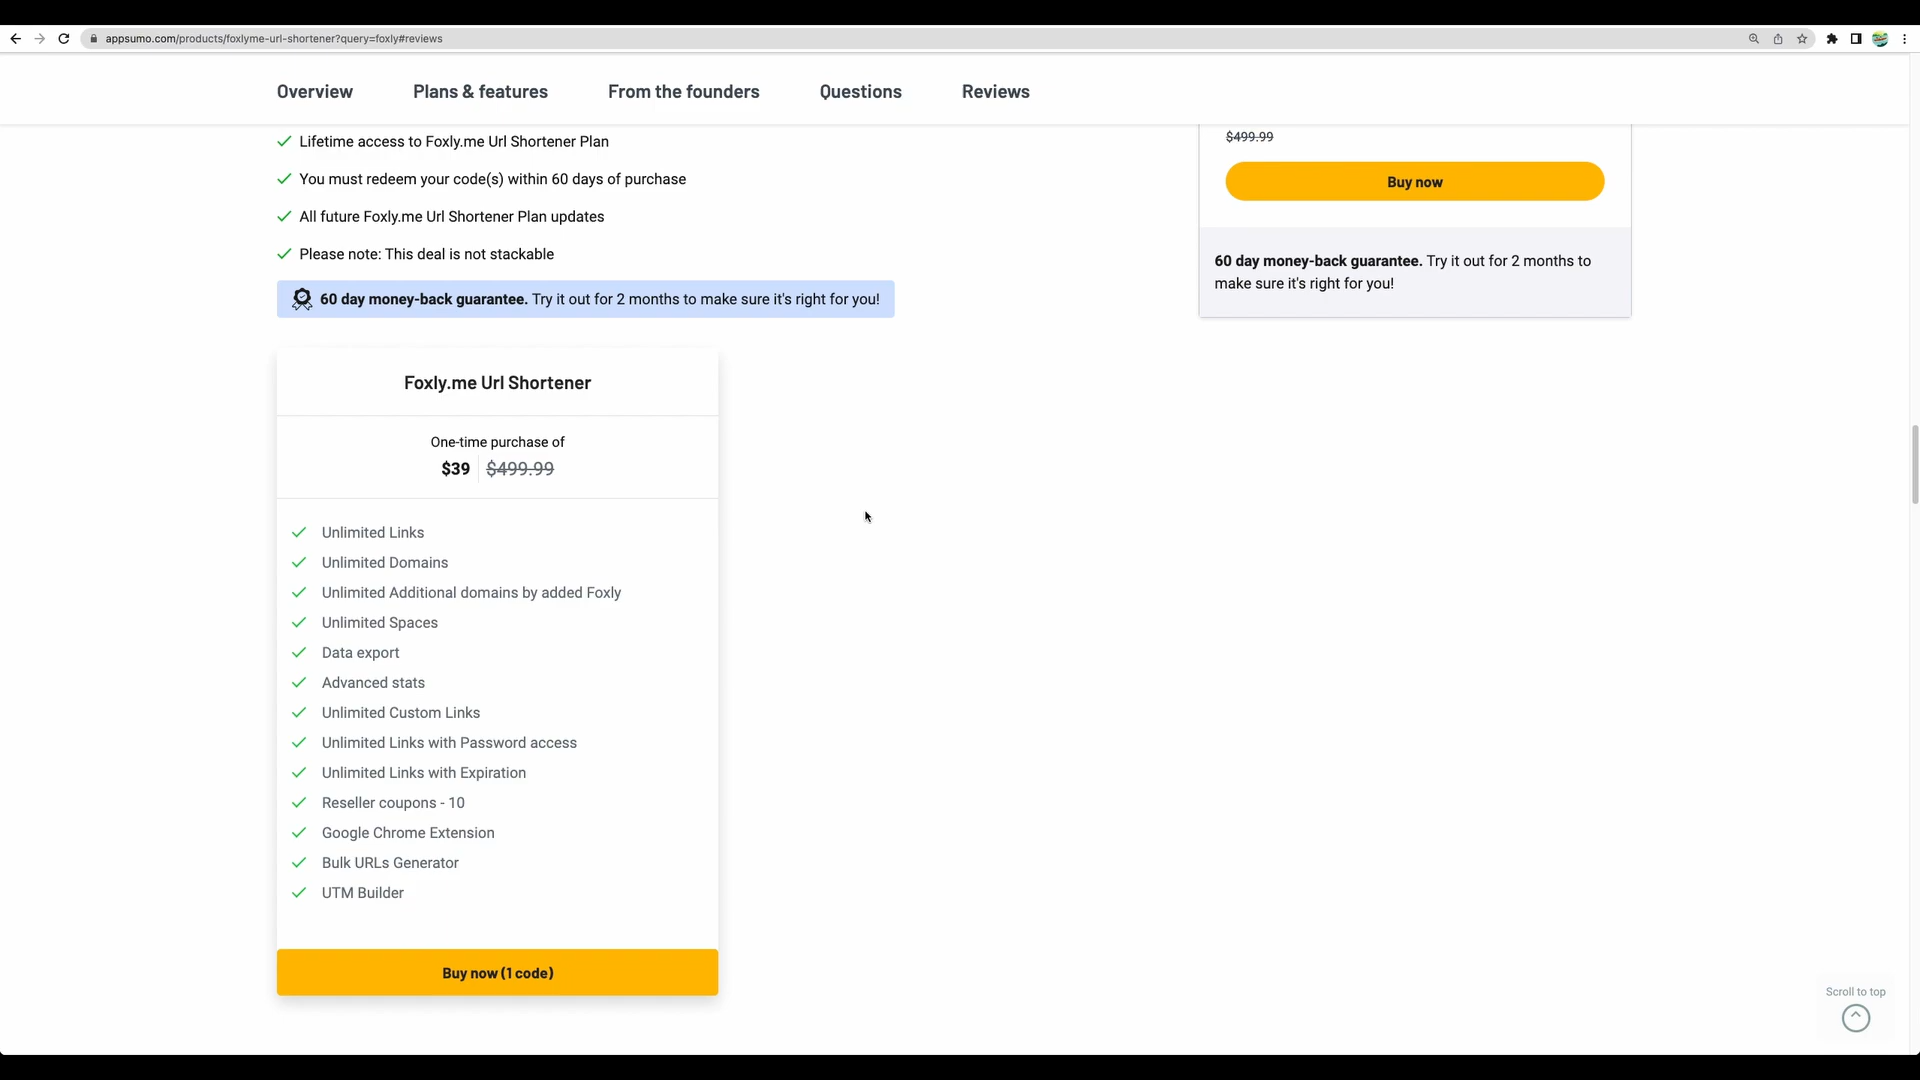 appsumo.com/products/foxlyme-url-shortener?query=foxly#reviews
Overview
Plans & features
From the founders
Questions
Reviews
Lifetime access to Foxly.me Url Shortener Plan
You must redeem your code(s) within 60 days of purchase
All future Foxly.me Url Shortener Plan updates
Please note: This deal is not stackable
60 day money-back guarantee. Try it out for 2 months to make sure it's right for you!
$499.99
Buy now
60 day money-back guarantee. Try it out for 2 months to
make sure it's right for you!
Foxly.me Url Shortener
One-time purchase of
$39 $499.99
Unlimited Links
Unlimited Domains
Unlimited Additional domains by added Foxly
Unlimited Spaces
Data export
Advanced stats
Unlimited Custom Links
Unlimited Links with Password access
Unlimited Links with Expiration
Reseller coupons - 10
Google Chrome Extension
Bulk URLs Generator
UTM Builder
Buy now (1 code)
Scroll to top